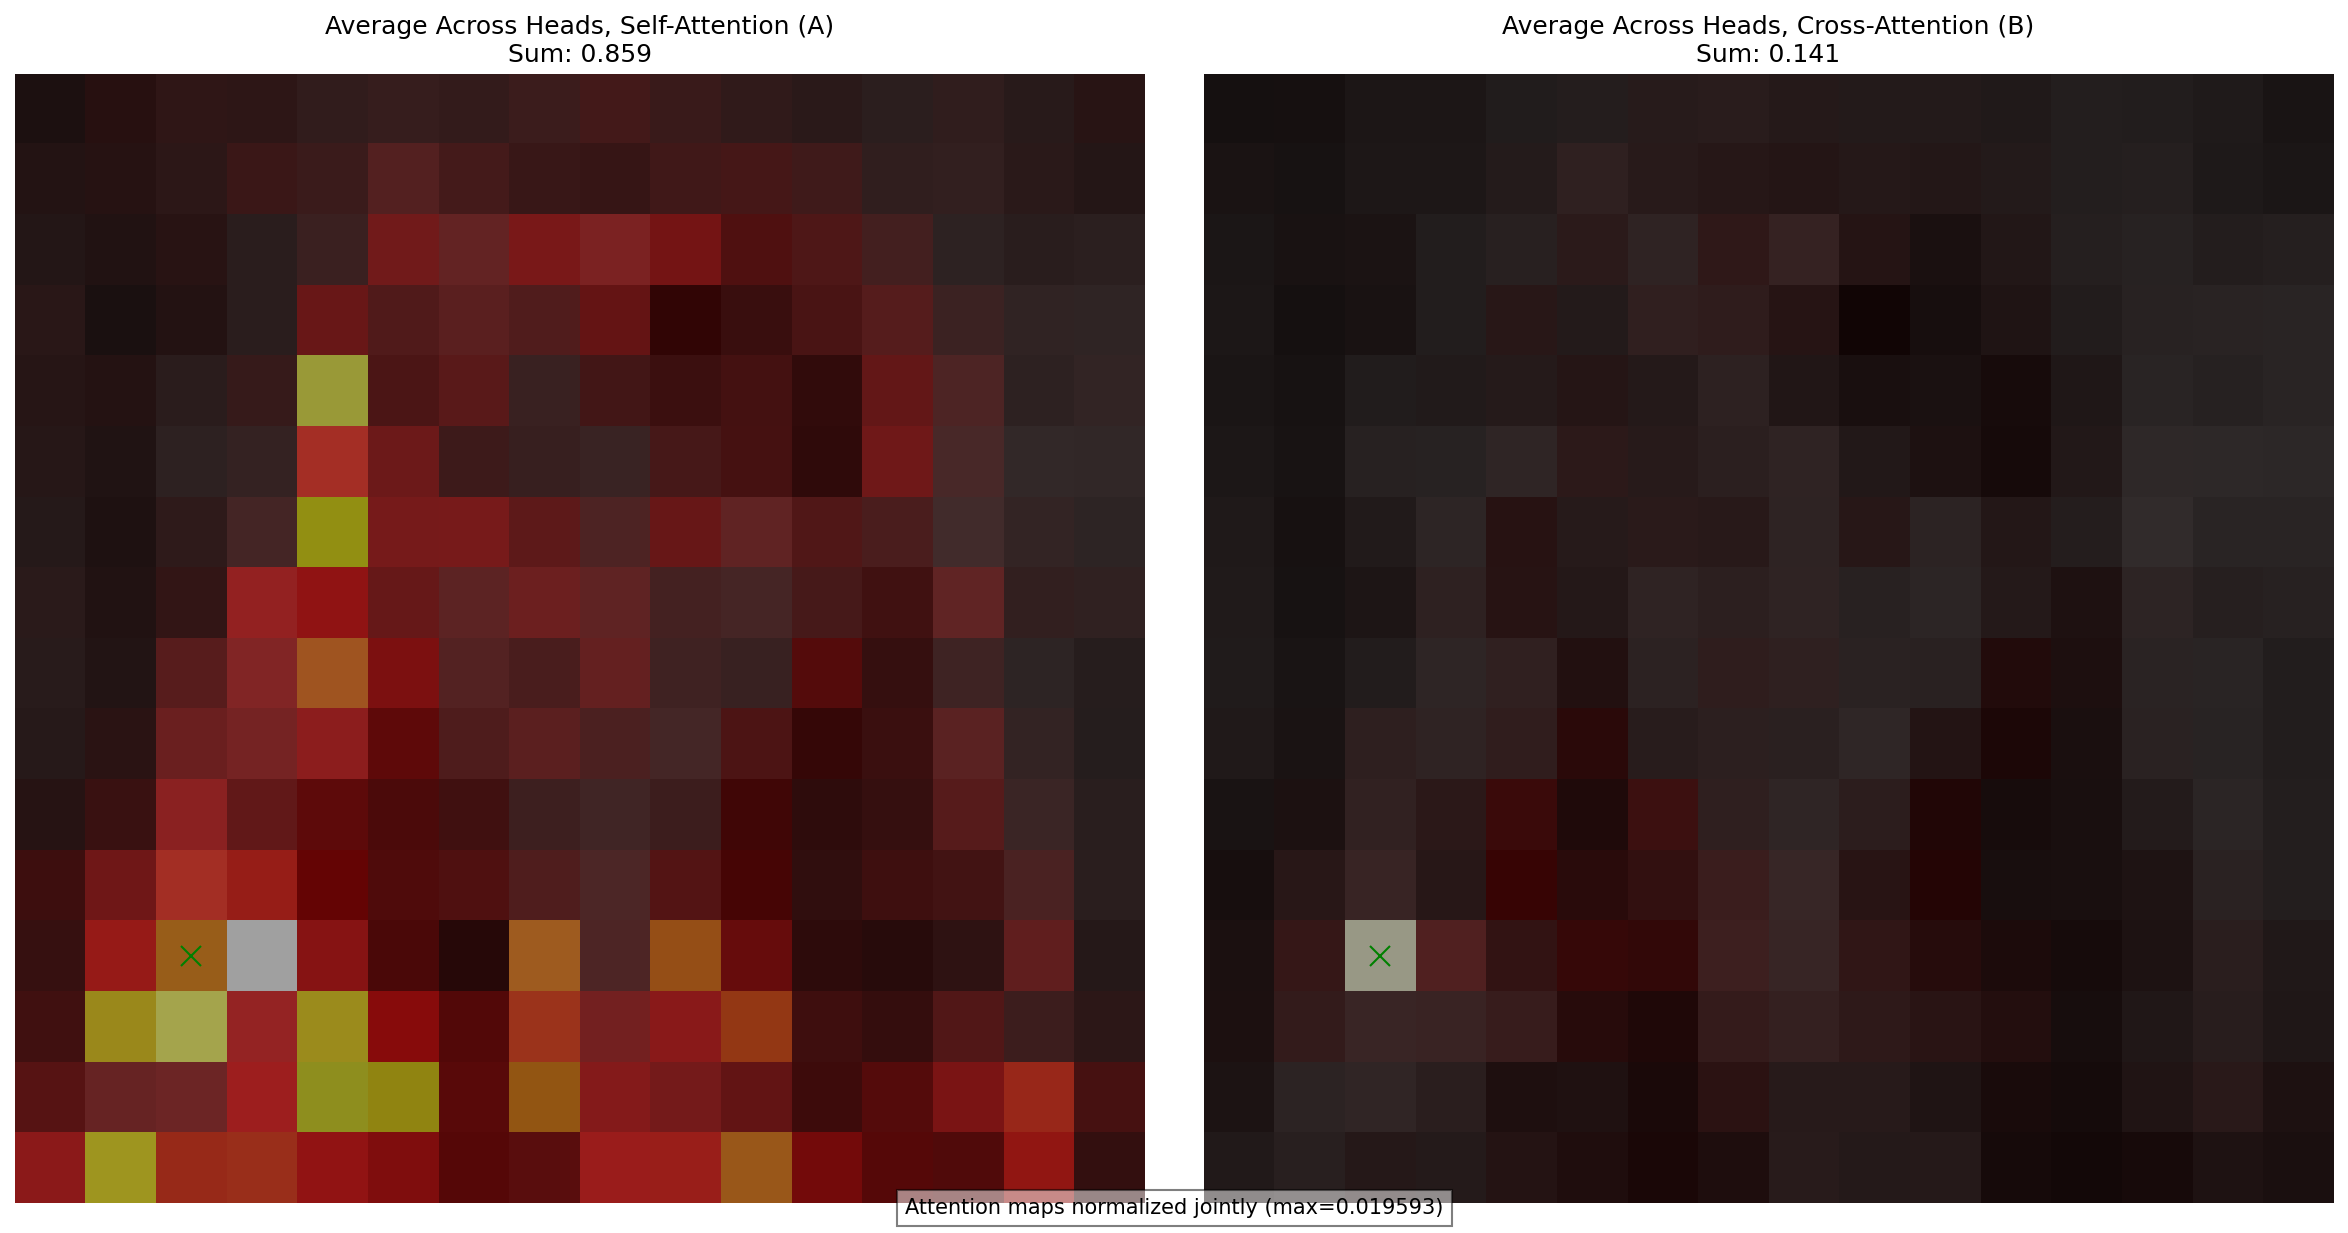 Average Across Heads, Self-Attention (A)
Sum: 0.859
Average Across Heads, Cross-Attention (B)
Sum: 0.141
Attention maps normalized jointly (max=0.019593)